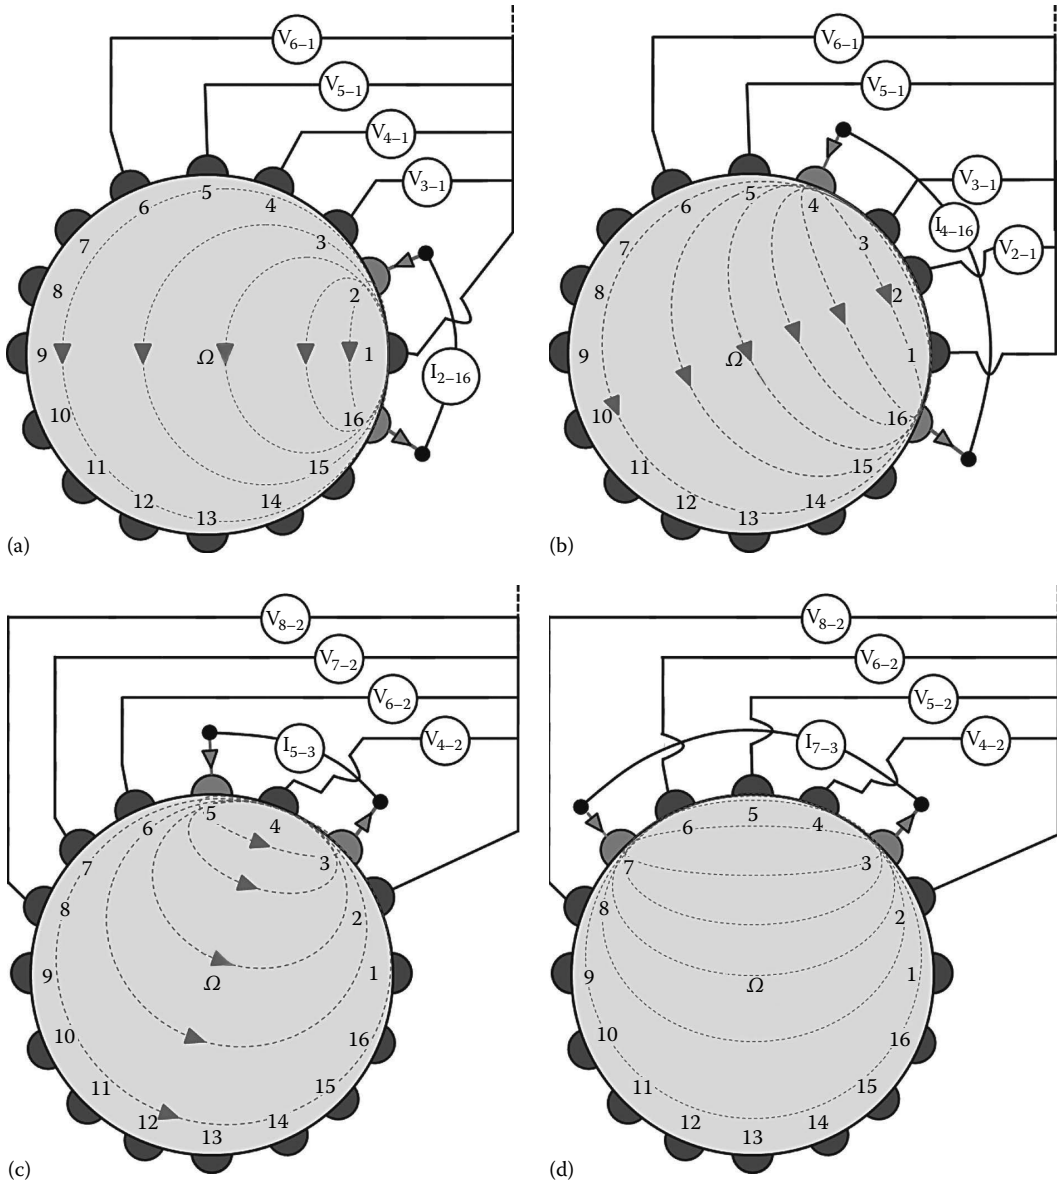 V6–1
V5–1
V4–1
V3–1
5
6 4
7 3
8 2
9 Ω 1
I2–16
10 16
11 15
12 14
13
(a)
V6–1
V5–1
V3–1
I4–16
V2–1
5
6 4
7 3
8 2
9 Ω 1
10 16
11 15
12 14
13
(b)
V8–2
V7–2
V6–2
I5–3 V4–2
5
6 4
7 3
8 2
9 Ω 1
10 16
11 15
12 14
13
(c)
V8–2
V6–2
V5–2
I7–3 V4–2
5
6 4
7 3
8 2
9 Ω 1
10 16
11 15
12 14
13
(d)